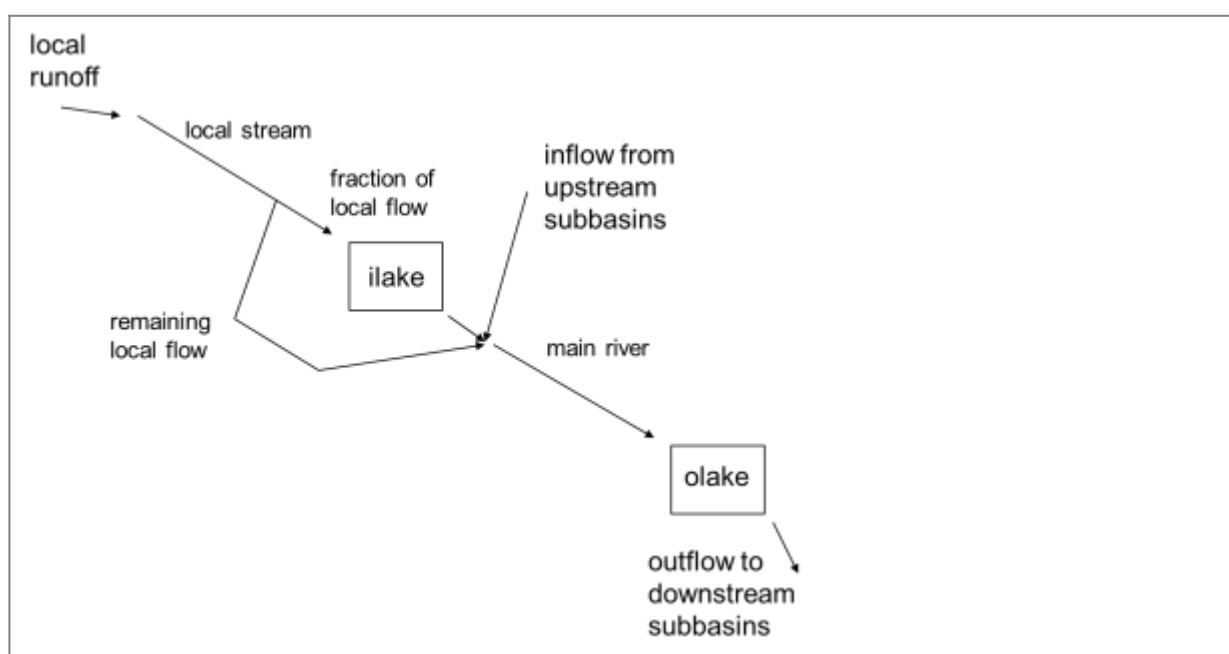 local
runoff
local stream
fraction of
local flow
inflow from
upstream
subbasins
ilake
remaining
local flow
main river
olake
outflow to
downstream
subbasins